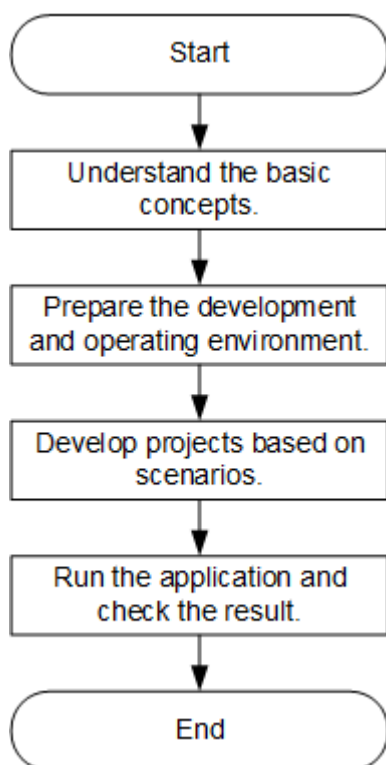 Start
Understand the basic
concepts.
Prepare the development
and operating environment.
Develop projects based on
scenarios.
Run the application and
check the result.
End